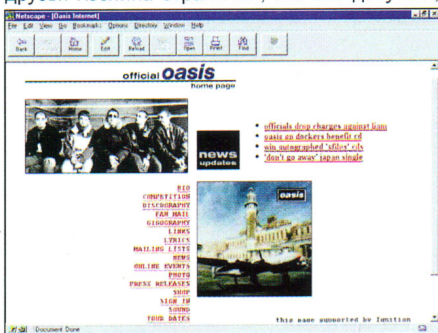 Netscape - [Oasis Internet]
File Edit View Go Bookmarks Options Directory Window Help
Back Home Edit Reload Open Print Find
official oasis
home page
news
updates
• officials drop charges against liam
• oasis on dockers benefit cd
• win autographed 'xfiles' cds
• 'don't go away' japan single
BIO
COMPETITION
DISCOGRAPHY
FAN MAIL
GIGOGRAPHY
LINKS
LYRICS
MAILING LISTS
NEWS
ONLINE EVENTS
PHOTO
PRESS RELEASES
SHOP
SIGN IN
SOUND
TOUR DATES
oasis
this page supported by Ignition
Document Done